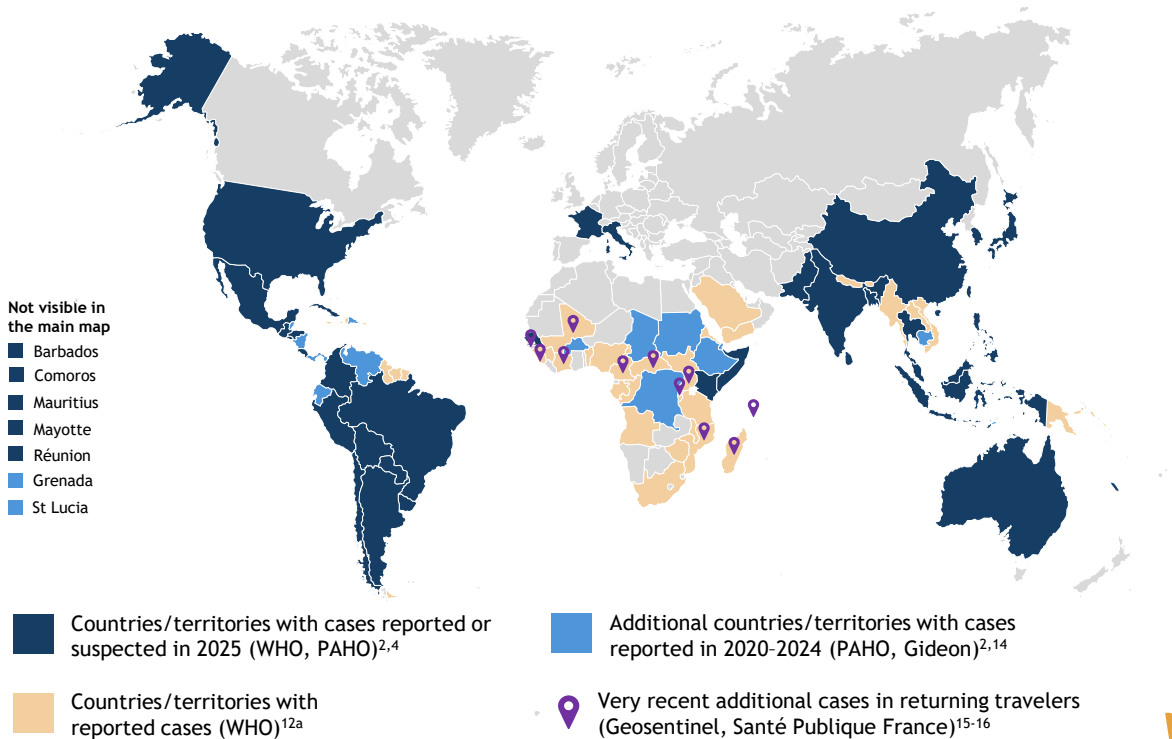 Not visible in
the main map
Barbados
Comoros
Mauritius
Mayotte
Réunion
Grenada
St Lucia
Countries/territories with cases reported or
suspected in 2025 (WHO, PAHO)2,4
Additional countries/territories with cases
reported in 2020-2024 (PAHO, Gideon)2,14
Countries/territories with
reported cases (WHO)12a
Very recent additional cases in returning travelers
(Geosentinel, Santé Publique France)15-16